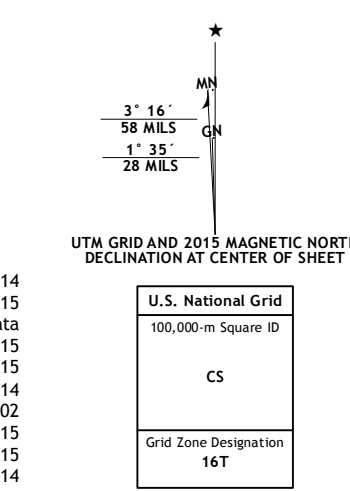 ★
MN
3° 16´
58 MILS
GN
1° 35´
28 MILS
UTM GRID AND 2015 MAGNETIC NORTH
DECLINATION AT CENTER OF SHEET
14
15
ata
15
15
14
02
15
15
14
U.S. National Grid
100,000-m Square ID
CS
Grid Zone Designation
16T